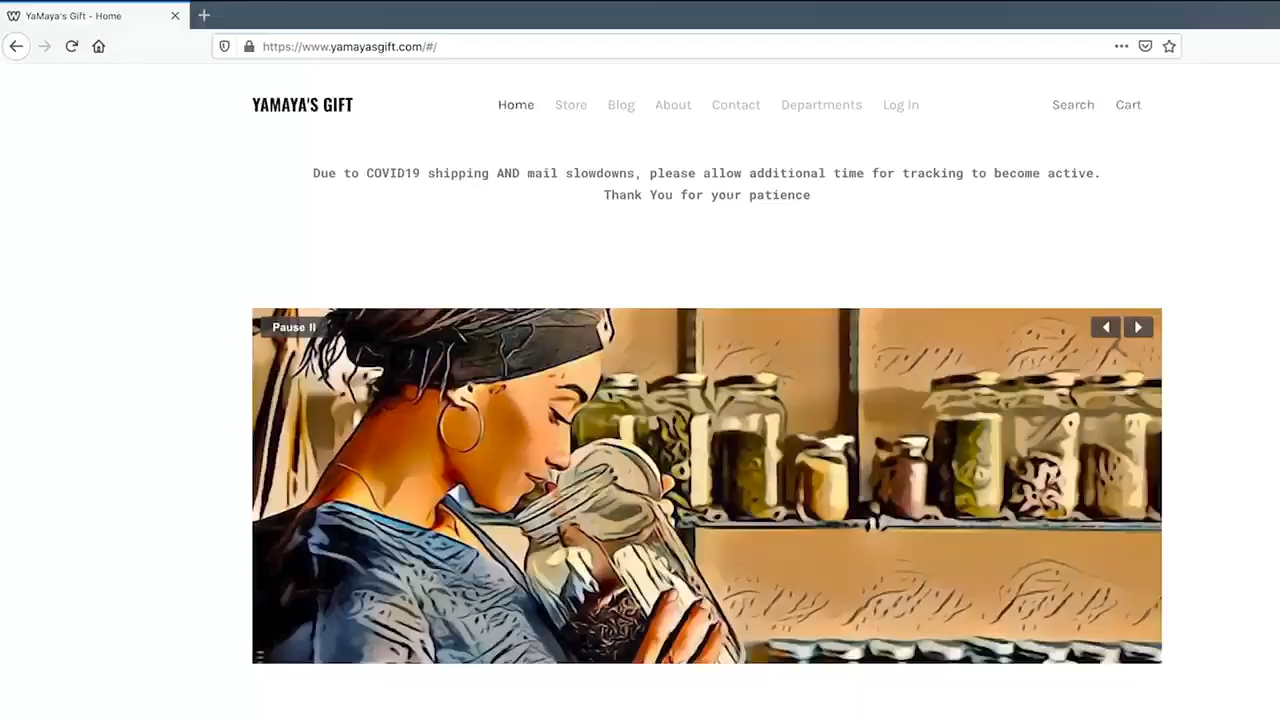 YaMaya's Gift - Home
https://www.yamayasgift.com/#/
YAMAYA'S GIFT
Home Store Blog About Contact Departments Log In
Search Cart
Due to COVID19 shipping AND mail slowdowns, please allow additional time for tracking to become active.
Thank You for your patience
Pause